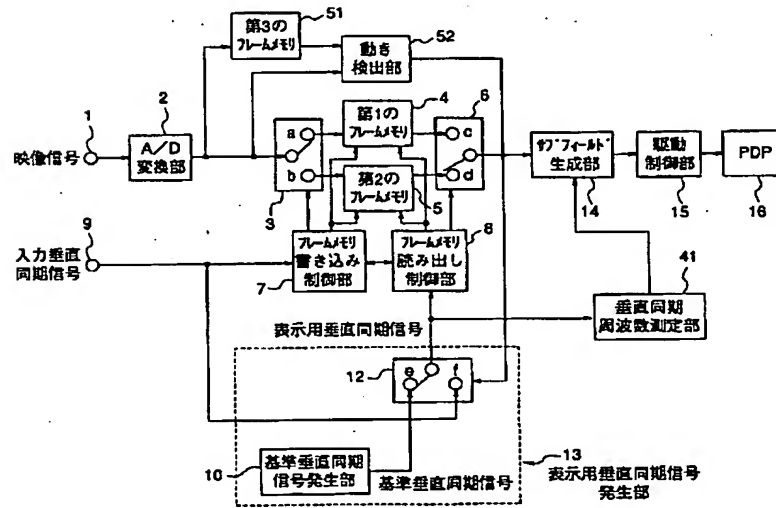 51
第3の
フレームメモリ
52
動き
検出部
1
映像信号
2
A/D
変換部
a
b
3
4
第1の
フレームメモリ
第2の
フレームメモリ
5
6
c
d
サブフィールド
生成部
14
駆動
制御部
15
PDP
16
9
入力垂直
同期信号
フレームメモリ
書き込み
制御部
7
フレームメモリ
読み出し
制御部
8
41
垂直同期
周波数測定部
表示用垂直同期信号
12
e
f
10
基準垂直同期
信号発生部
基準垂直同期信号
13
表示用垂直同期信号
発生部